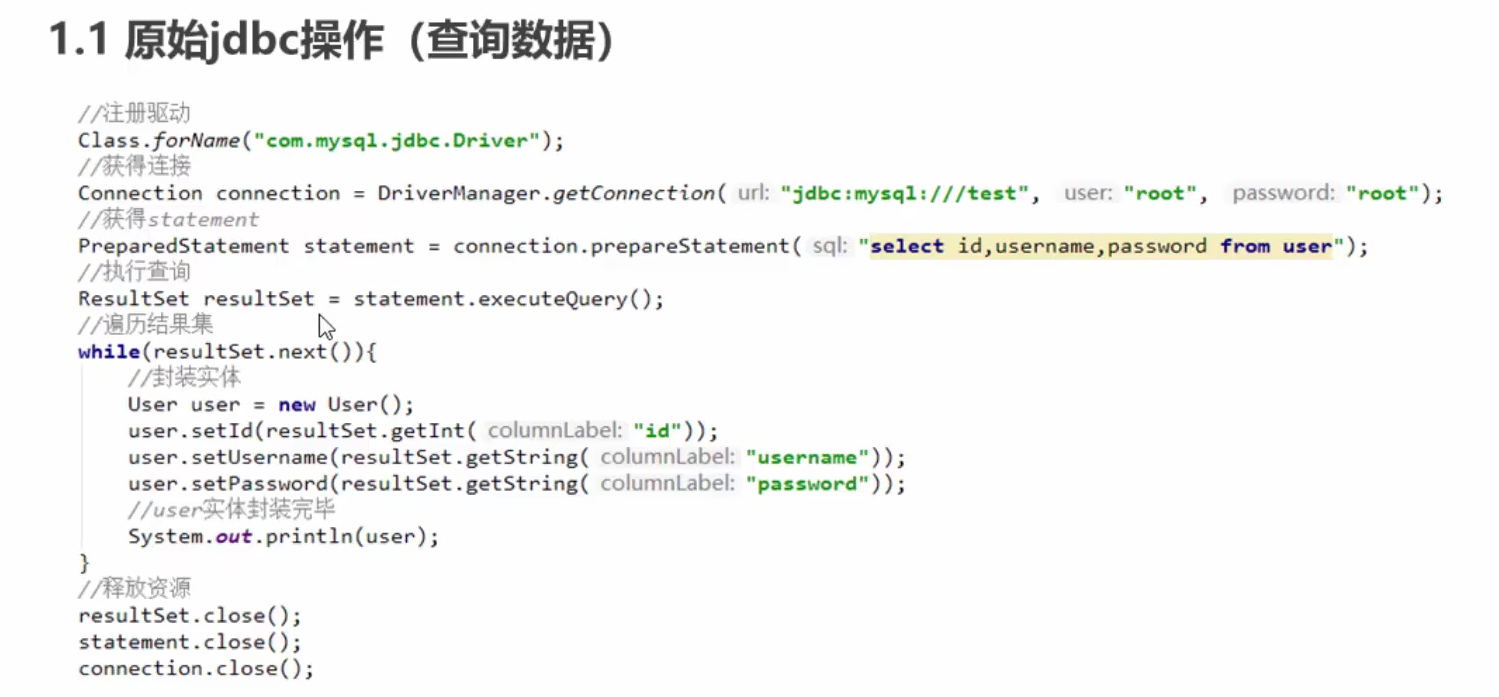 1.1 原始jdbc操作（查询数据）
//注册驱动
Class.forName("com.mysql.jdbc.Driver");
//获得连接
Connection connection = DriverManager.getConnection( url: "jdbc:mysql:///test", user: "root", password: "root");
//获得statement
PreparedStatement statement = connection.prepareStatement( sql: "select id,username,password from user");
//执行查询
ResultSet resultSet = statement.executeQuery();
//遍历结果集
while(resultSet.next()){
//封装实体
User user = new User();
user.setId(resultSet.getInt( columnLabel: "id"));
user.setUsername(resultSet.getString( columnLabel: "username"));
user.setPassword(resultSet.getString( columnLabel: "password"));
//user实体封装完毕
System.out.println(user);
}
//释放资源
resultSet.close();
statement.close();
connection.close();